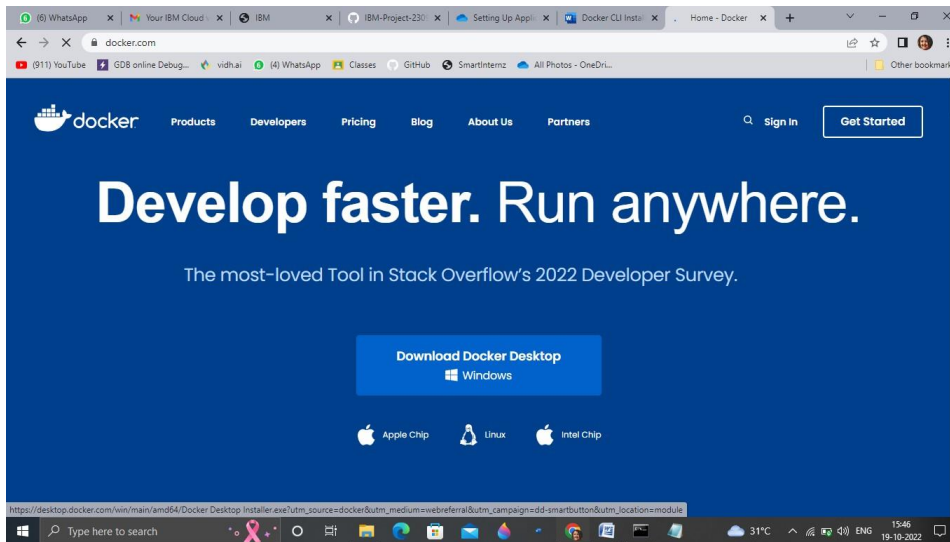 (6) WhatsApp
Your IBM Cloud
IBM
IBM-Project-230
Setting Up Appli
Docker CLI Install
Home - Docker
docker.com
(911) YouTube GDB online Debug... vidh.ai (4) WhatsApp Classes GitHub SmartInternz All Photos - OneDri... Other bookmark
docker Products Developers Pricing Blog About Us Partners Sign In Get Started
Develop faster. Run anywhere.
The most-loved Tool in Stack Overflow's 2022 Developer Survey.
Download Docker Desktop
Windows
Apple Chip Linux Intel Chip
https://desktop.docker.com/win/main/amd64/Docker Desktop Installer.exe?utm_source=docker&utm_medium=webreferral&utm_campaign=dd-smartbutton&utm_location=module
Type here to search 31°C ENG 15:46
19-10-2022